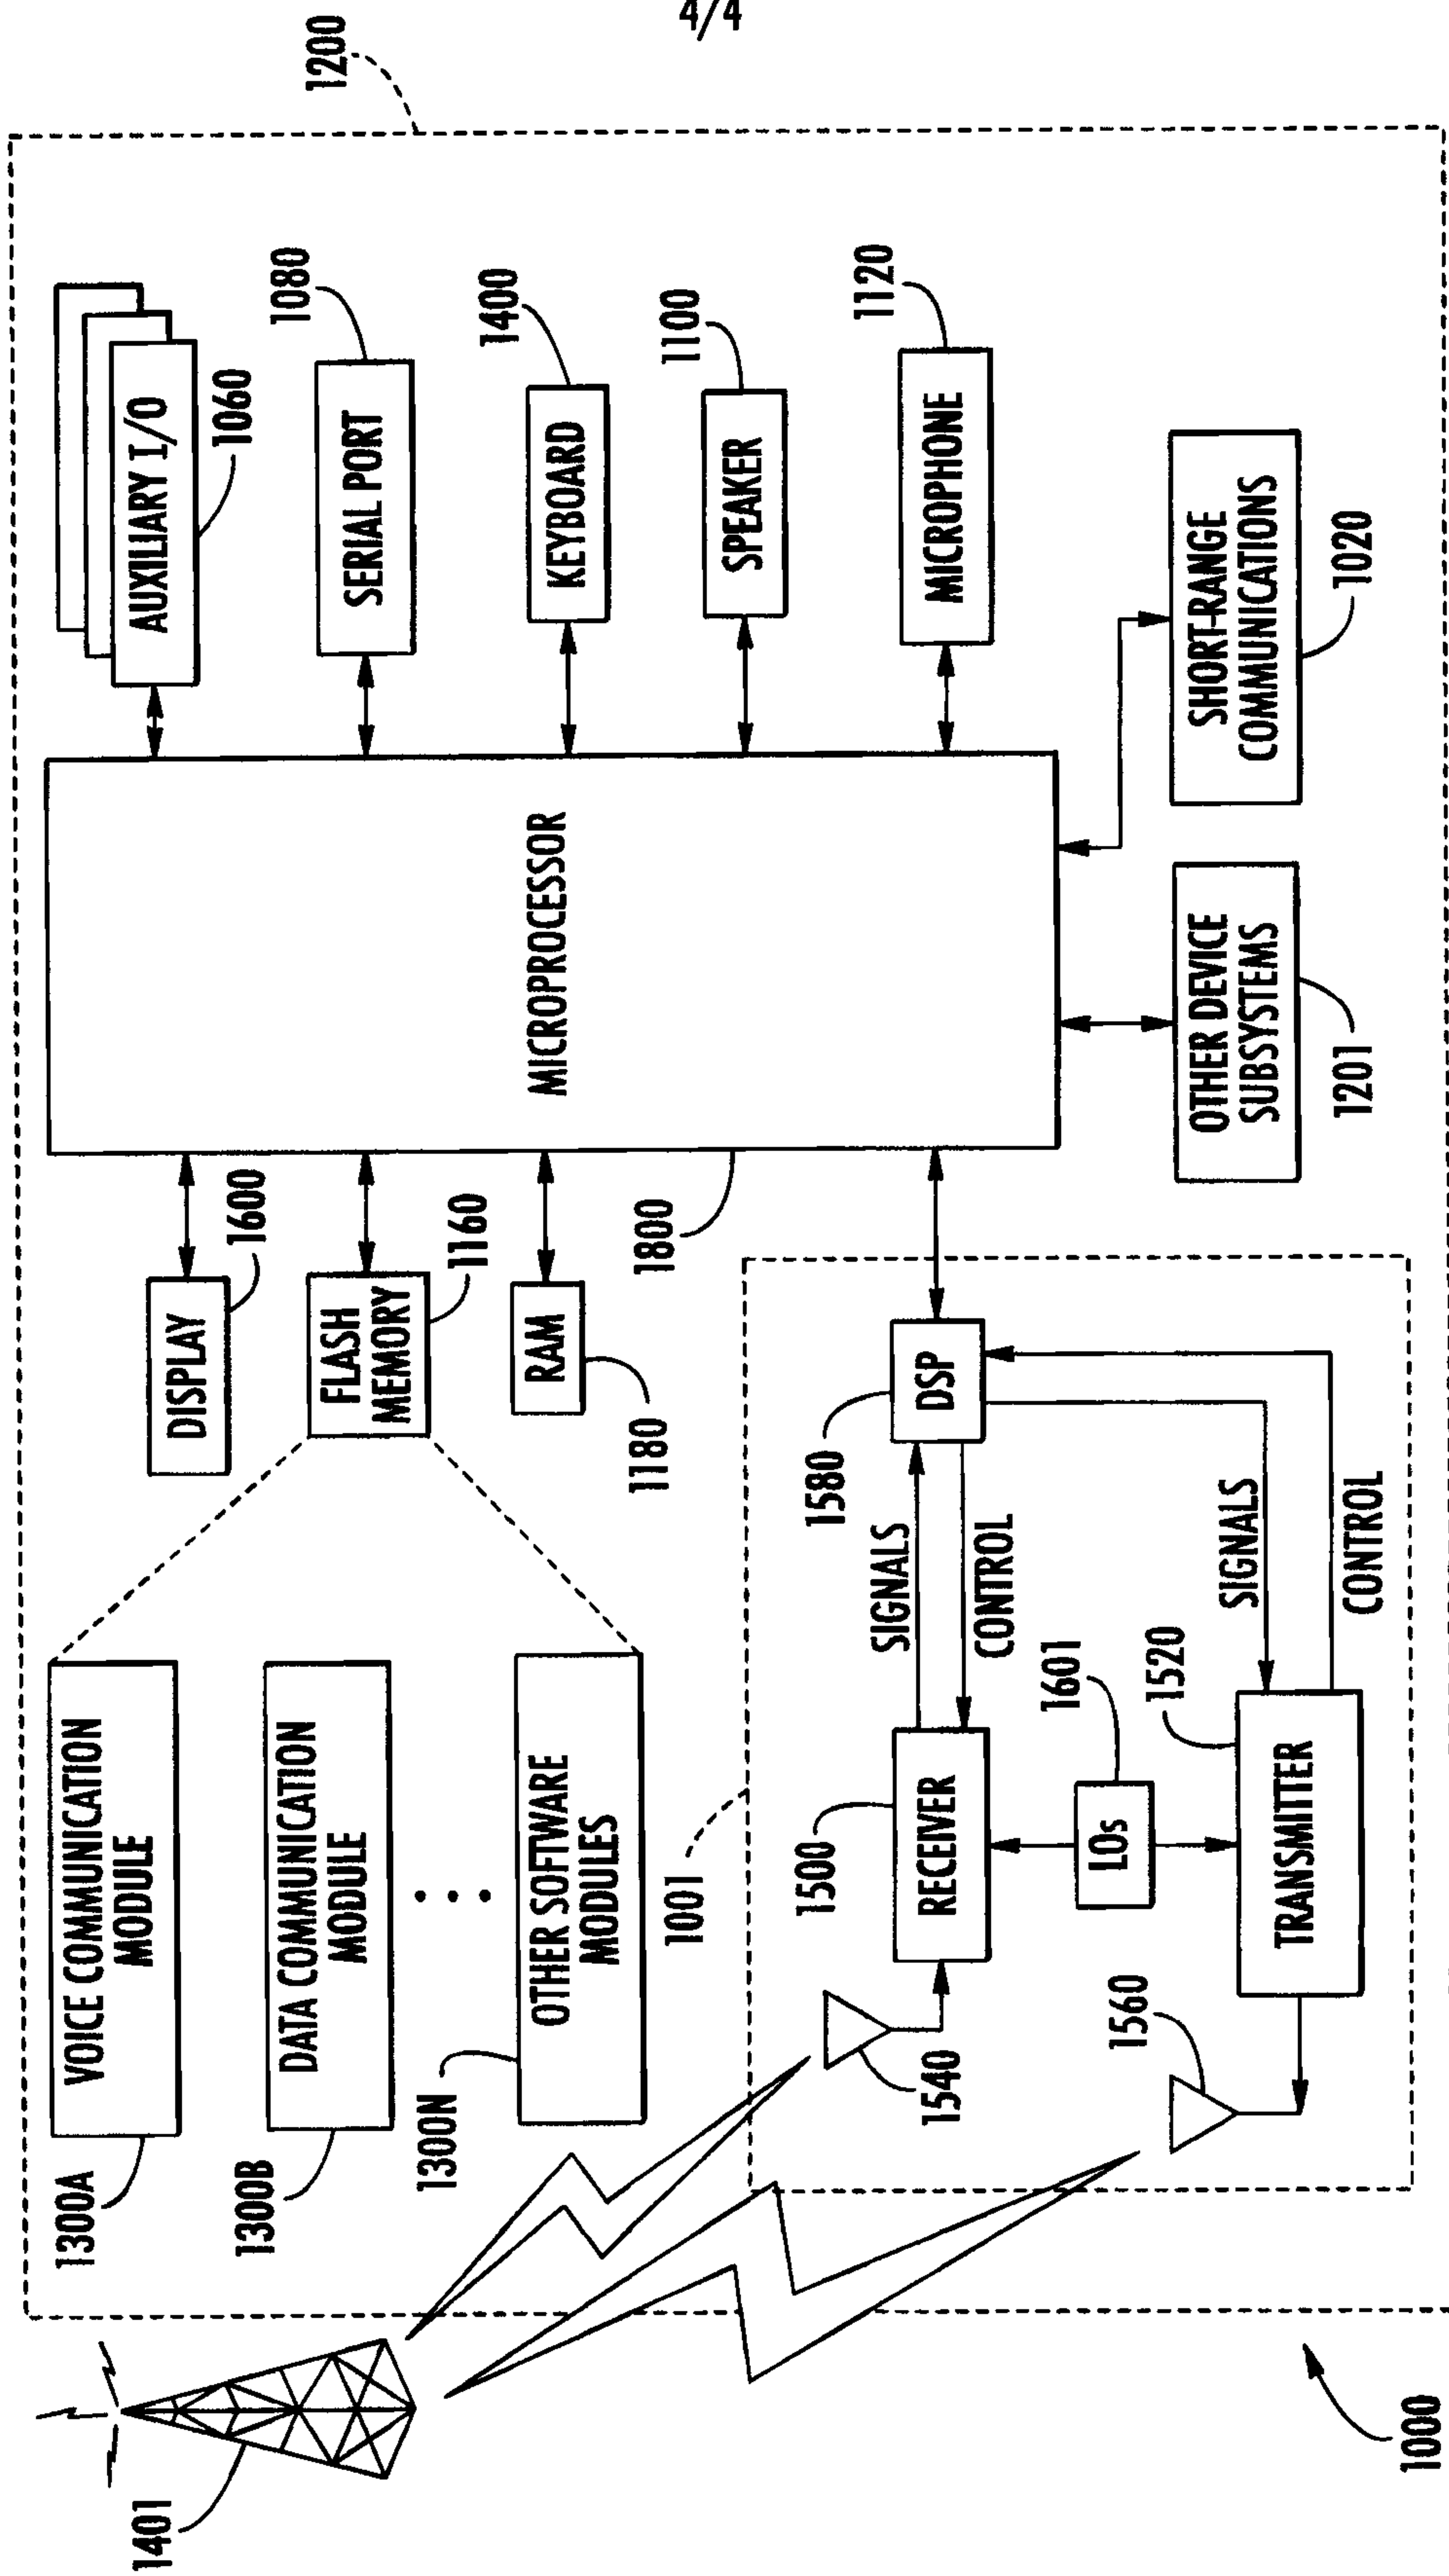 4/4
1200
VOICE COMMUNICATION
MODULE
1300A
DATA COMMUNICATION
MODULE
1300B
OTHER SOFTWARE
MODULES
1300N
DISPLAY
1600
FLASH
MEMORY
1160
RAM
1180
MICROPROCESSOR
1800
AUXILIARY I/O
1060
SERIAL PORT
1080
KEYBOARD
1400
SPEAKER
1100
MICROPHONE
1120
SHORT-RANGE
COMMUNICATIONS
1020
OTHER DEVICE
SUBSYSTEMS
1201
1001
DSP
1580
SIGNALS
CONTROL
RECEIVER
1500
1540
LOs
1601
SIGNALS
CONTROL
TRANSMITTER
1520
1560
1401
1000